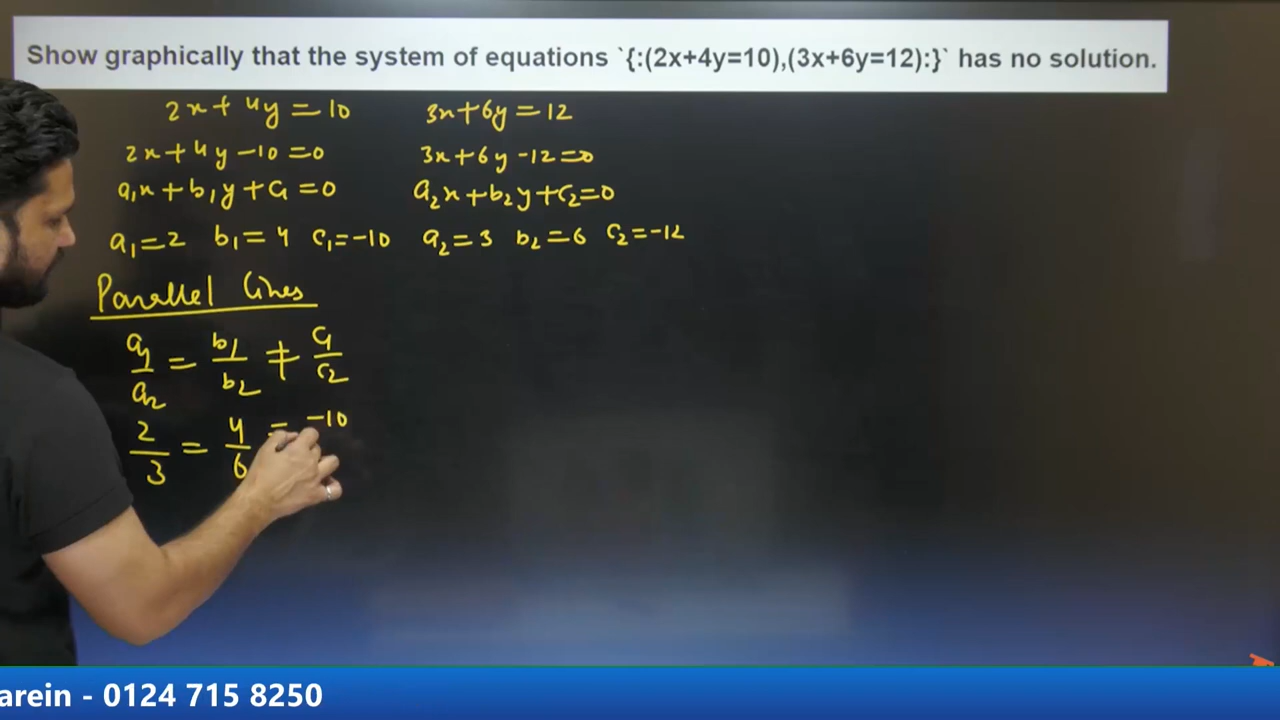 Show graphically that the system of equations `{:(2x+4y=10),(3x+6y=12):}` has no solution.
2x+4y=10 3x+6y=12
2x+4y-10=0 3x+6y-12=0
a₁x+b₁y+c₁=0 a₂x+b₂y+c₂=0
a₁=2 b₁=4 c₁=-10 a₂=3 b₂=6 c₂=-12
Parallel lines
a₁/a₂ = b₁/b₂ ≠ c₁/c₂
2/3 = 4/6 = -10
arein - 0124 715 8250